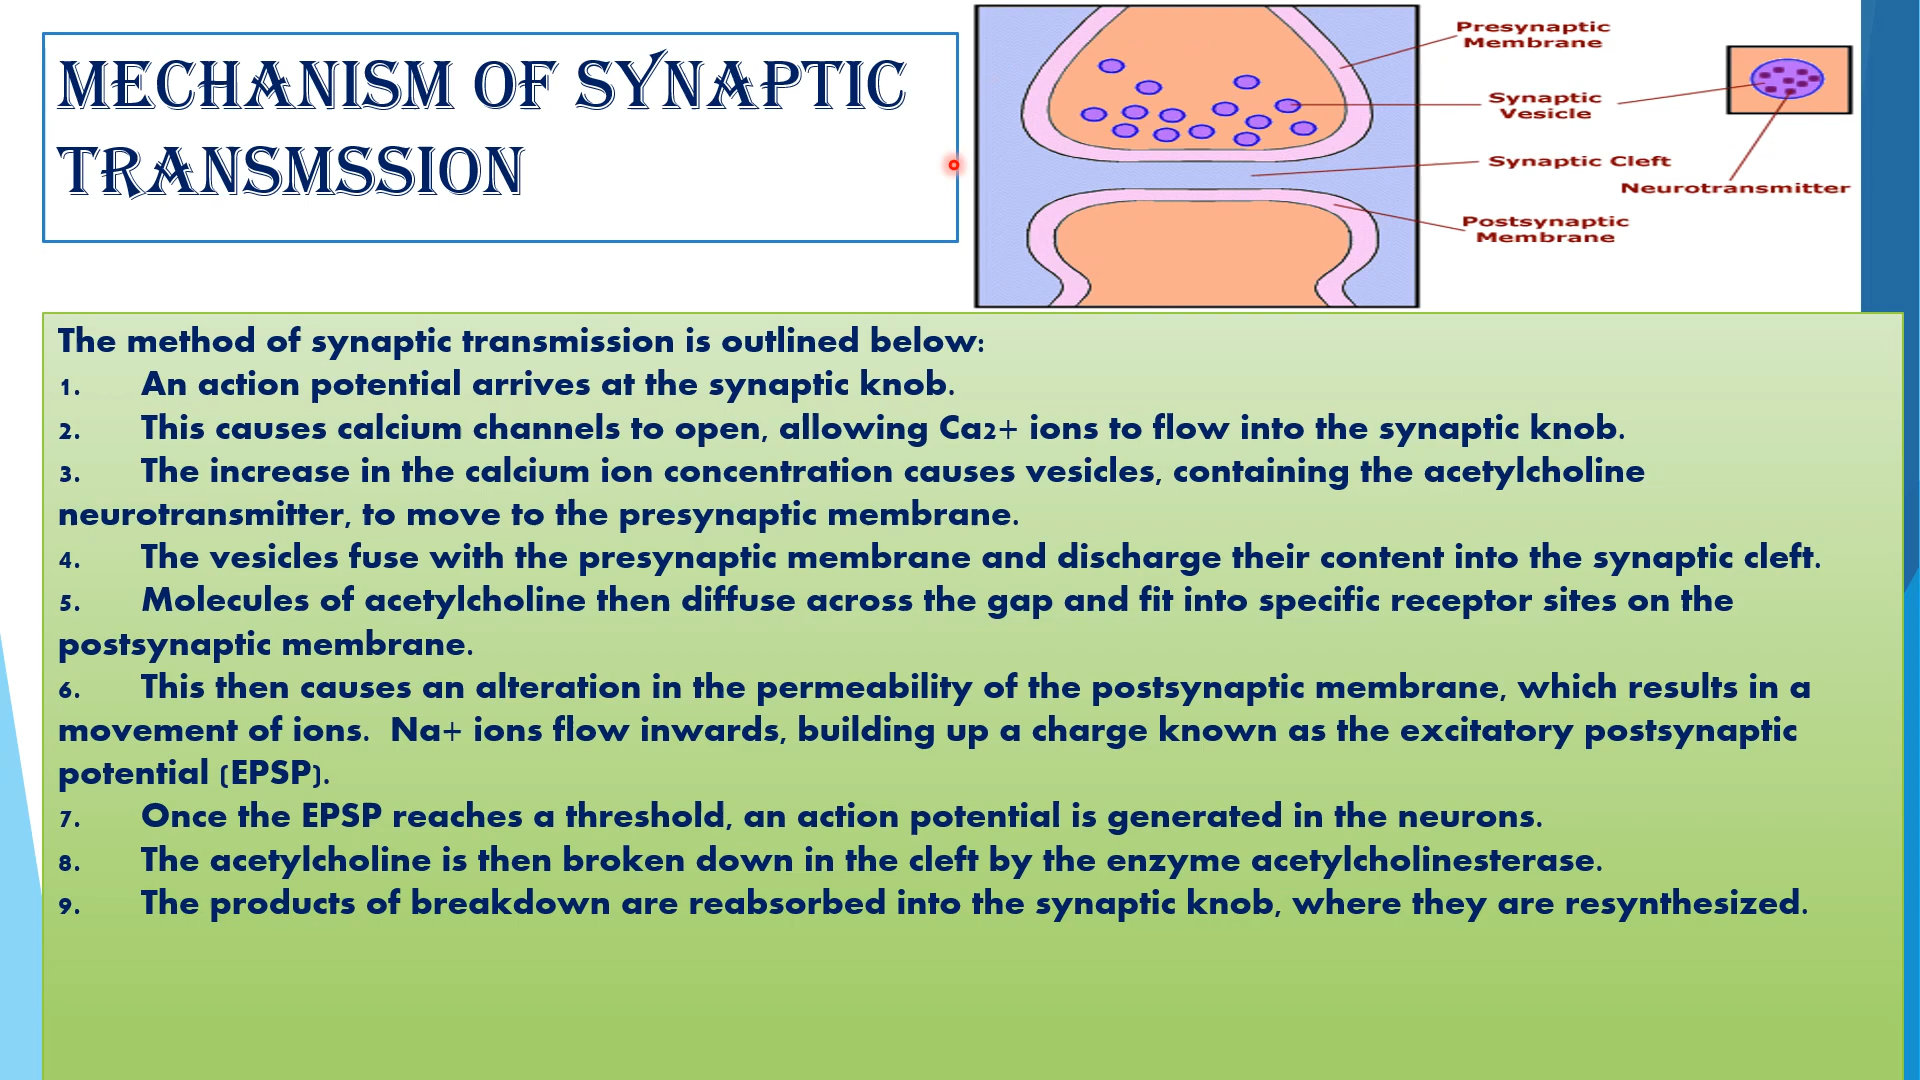 MECHANISM OF SYNAPTIC
TRANSMSSION
Presynaptic
Membrane
Synaptic
Vesicle
Synaptic Cleft
Neurotransmitter
Postsynaptic
Membrane
The method of synaptic transmission is outlined below:
1. An action potential arrives at the synaptic knob.
2. This causes calcium channels to open, allowing Ca2+ ions to flow into the synaptic knob.
3. The increase in the calcium ion concentration causes vesicles, containing the acetylcholine
neurotransmitter, to move to the presynaptic membrane.
4. The vesicles fuse with the presynaptic membrane and discharge their content into the synaptic cleft.
5. Molecules of acetylcholine then diffuse across the gap and fit into specific receptor sites on the
postsynaptic membrane.
6. This then causes an alteration in the permeability of the postsynaptic membrane, which results in a
movement of ions. Na+ ions flow inwards, building up a charge known as the excitatory postsynaptic
potential (EPSP).
7. Once the EPSP reaches a threshold, an action potential is generated in the neurons.
8. The acetylcholine is then broken down in the cleft by the enzyme acetylcholinesterase.
9. The products of breakdown are reabsorbed into the synaptic knob, where they are resynthesized.